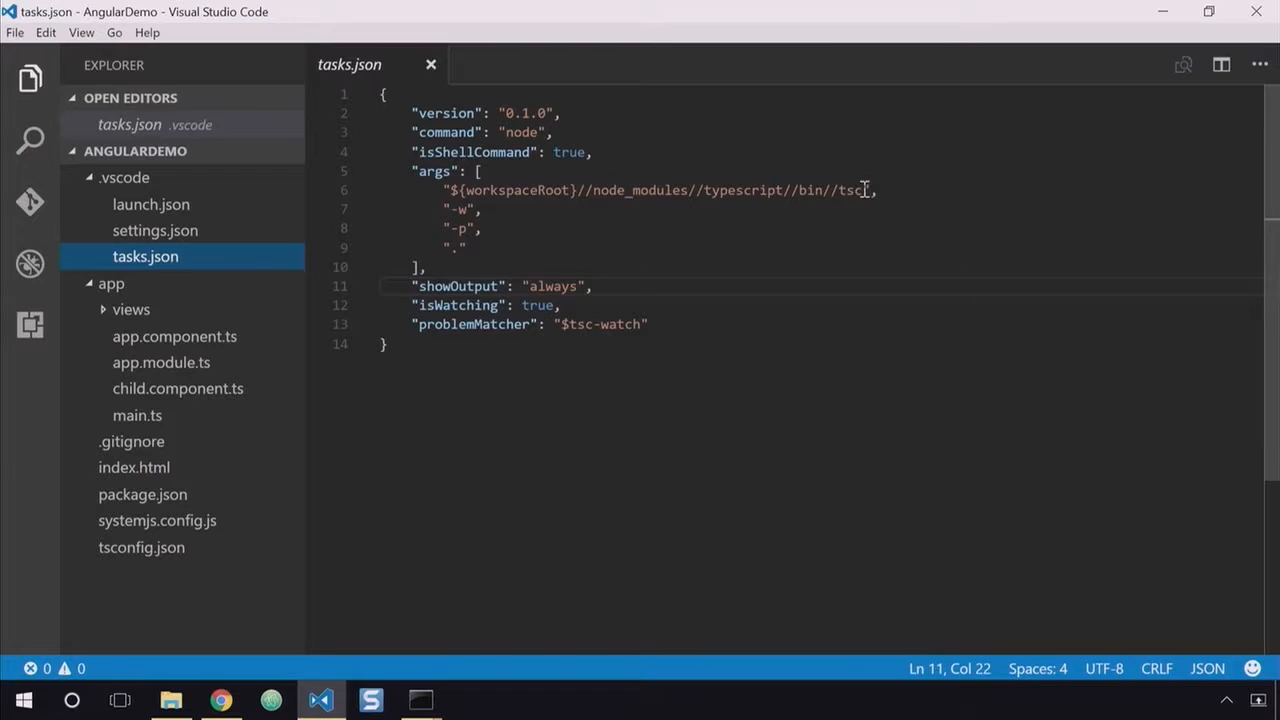 tasks.json - AngularDemo - Visual Studio Code
File Edit View Go Help
EXPLORER
OPEN EDITORS
tasks.json .vscode
ANGULARDEMO
.vscode
launch.json
settings.json
tasks.json
app
views
app.component.ts
app.module.ts
child.component.ts
main.ts
.gitignore
index.html
package.json
systemjs.config.js
tsconfig.json
tasks.json
1 {
2 "version": "0.1.0",
3 "command": "node",
4 "isShellCommand": true,
5 "args": [
6 "${workspaceRoot}//node_modules//typescript//bin//tsc",
7 "-w",
8 "-p",
9 "."
10 ],
11 "showOutput": "always",
12 "isWatching": true,
13 "problemMatcher": "$tsc-watch"
14 }
0 0 Ln 11, Col 22 Spaces: 4 UTF-8 CRLF JSON
S